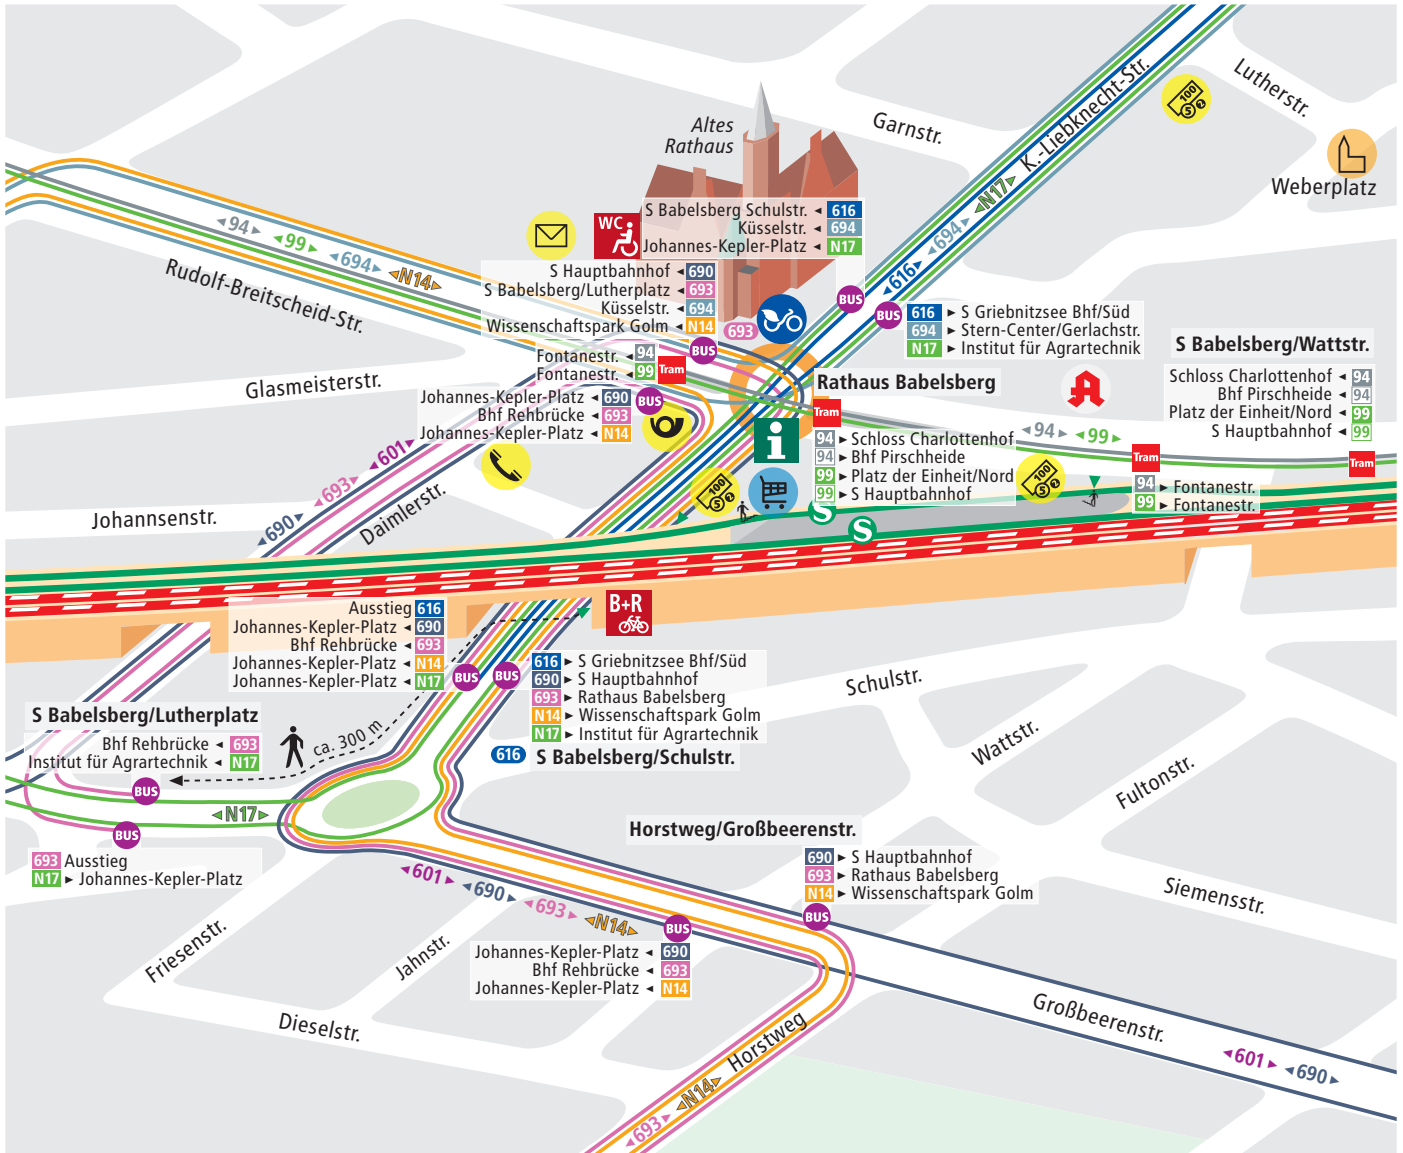 Lutherstr.
Weberplatz
K.-Liebknecht-Str.
Garnstr.
Altes
Rathaus
WC
S Babelsberg Schulstr. ◄ 616
Küsselstr. ◄ 694
Johannes-Kepler-Platz ◄ N17
◄N17►
◄694►
◄616►
BUS
BUS
616 ► S Griebnitzsee Bhf/Süd
694 ► Stern-Center/Gerlachstr.
N17 ► Institut für Agrartechnik
◄94►
◄99►
◄694►
◄N14►
Rudolf-Breitscheid-Str.
S Hauptbahnhof ◄ 690
S Babelsberg/Lutherplatz ◄ 693
Küsselstr. ◄ 694
Wissenschaftspark Golm ◄ N14
693
BUS
Fontanestr. ◄ 94
Fontanestr. ◄ 99
Tram
Johannes-Kepler-Platz ◄ 690
Bhf Rehbrücke ◄ 693
Johannes-Kepler-Platz ◄ N14
BUS
Rathaus Babelsberg
Tram
94 ► Schloss Charlottenhof
94 ► Bhf Pirschheide
99 ► Platz der Einheit/Nord
99 ► S Hauptbahnhof
i
A
S Babelsberg/Wattstr.
Schloss Charlottenhof ◄ 94
Bhf Pirschheide ◄ 94
Platz der Einheit/Nord ◄ 99
S Hauptbahnhof ◄ 99
◄94►
◄99►
Tram
Tram
94 ► Fontanestr.
99 ► Fontanestr.
100
5 2
100
5 2
100
5 2
S
S
Glasmeisterstr.
◄601►
◄693►
◄690►
Johannsenstr.
Daimlerstr.
B+R
Ausstieg 616
Johannes-Kepler-Platz ◄ 690
Bhf Rehbrücke ◄ 693
Johannes-Kepler-Platz ◄ N14
Johannes-Kepler-Platz ◄ N17
BUS
BUS
616 ► S Griebnitzsee Bhf/Süd
690 ► S Hauptbahnhof
693 ► Rathaus Babelsberg
N14 ► Wissenschaftspark Golm
N17 ► Institut für Agrartechnik
616 S Babelsberg/Schulstr.
S Babelsberg/Lutherplatz
Bhf Rehbrücke ◄ 693
Institut für Agrartechnik ◄ N17
BUS
ca. 300 m
◄N17►
BUS
693 Ausstieg
N17 ► Johannes-Kepler-Platz
Schulstr.
Wattstr.
Fultonstr.
Siemensstr.
Horstweg/Großbeerenstr.
690 ► S Hauptbahnhof
693 ► Rathaus Babelsberg
N14 ► Wissenschaftspark Golm
BUS
◄601►
◄690►
◄693►
◄N14►
BUS
Johannes-Kepler-Platz ◄ 690
Bhf Rehbrücke ◄ 693
Johannes-Kepler-Platz ◄ N14
Friesenstr.
Jahnstr.
Dieselstr.
Horstweg
◄N14►
◄693►
Großbeerenstr.
◄601►
◄690►